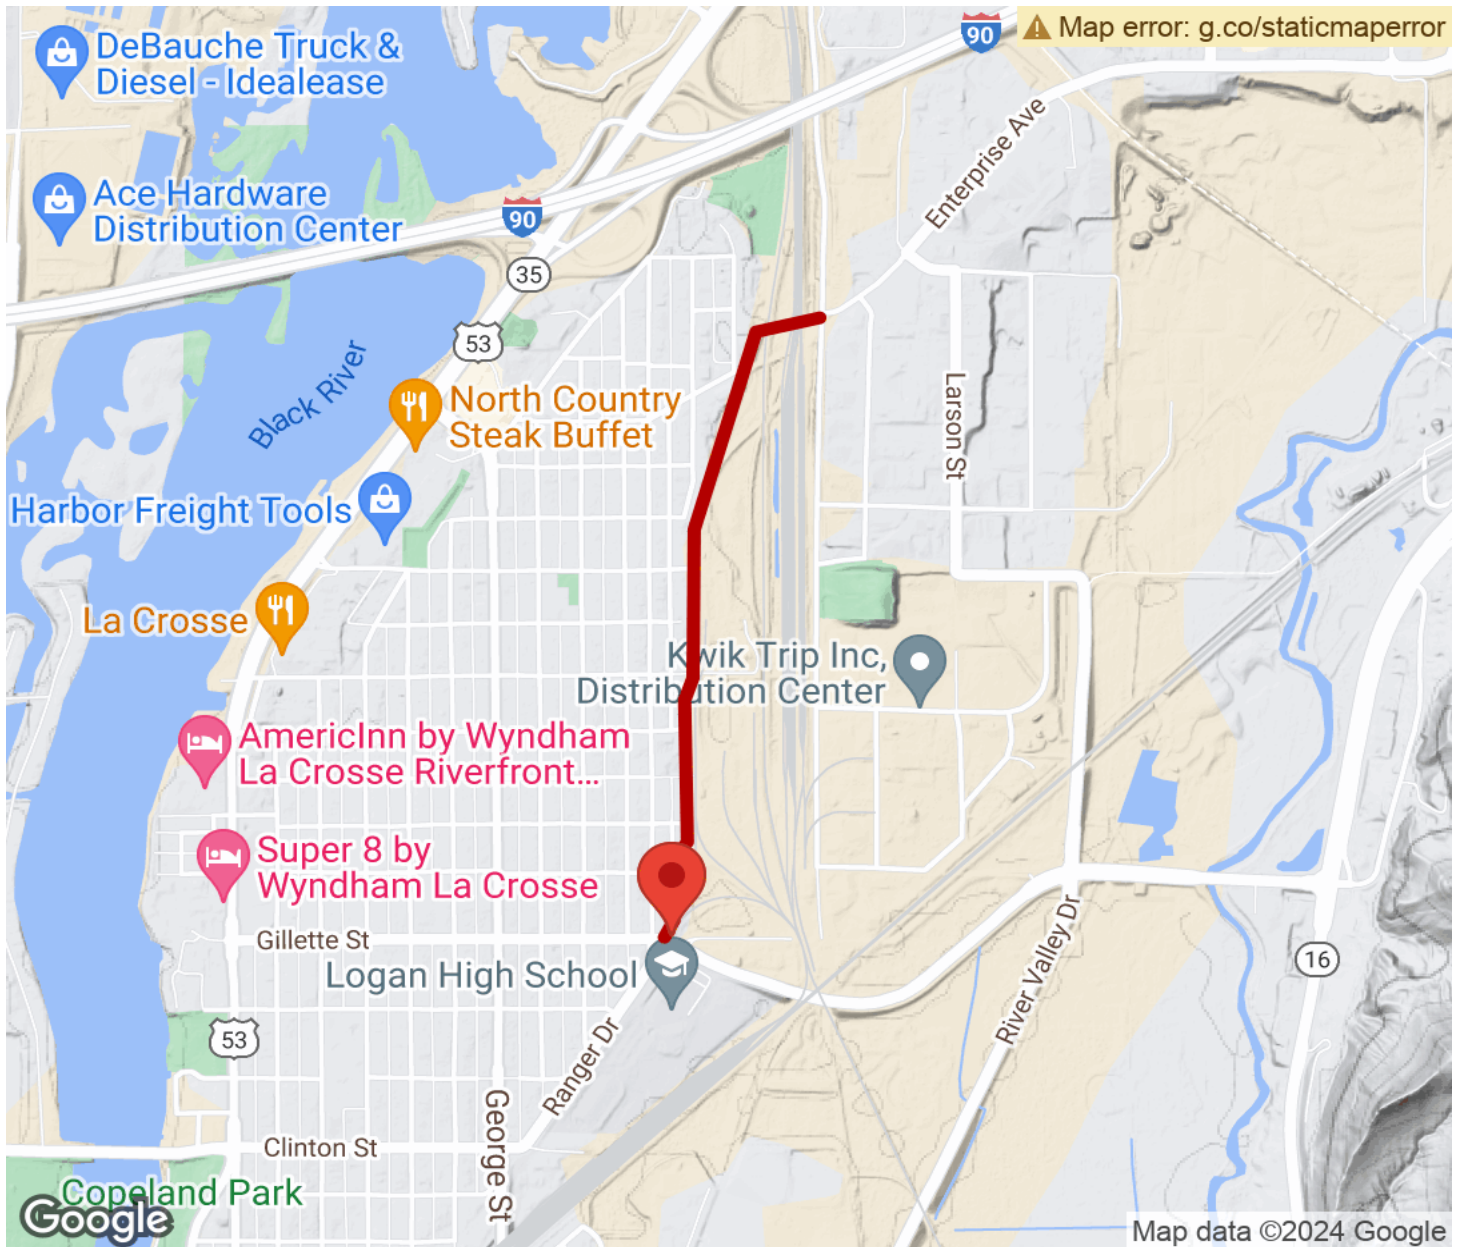 DeBauche Truck &
Diesel - Idealease
90
Map error: g.co/staticmaperror
Enterprise Ave
Ace Hardware
Distribution Center
90
35
53
Black River
North Country
Steak Buffet
Larson St
Harbor Freight Tools
La Crosse
Kwik Trip Inc,
Distribution Center
AmericInn by Wyndham
La Crosse Riverfront...
Super 8 by
Wyndham La Crosse
Gillette St
Logan High School
River Valley Dr
16
53
Ranger Dr
George St
Clinton St
Copeland Park
Google
Map data ©2024 Google